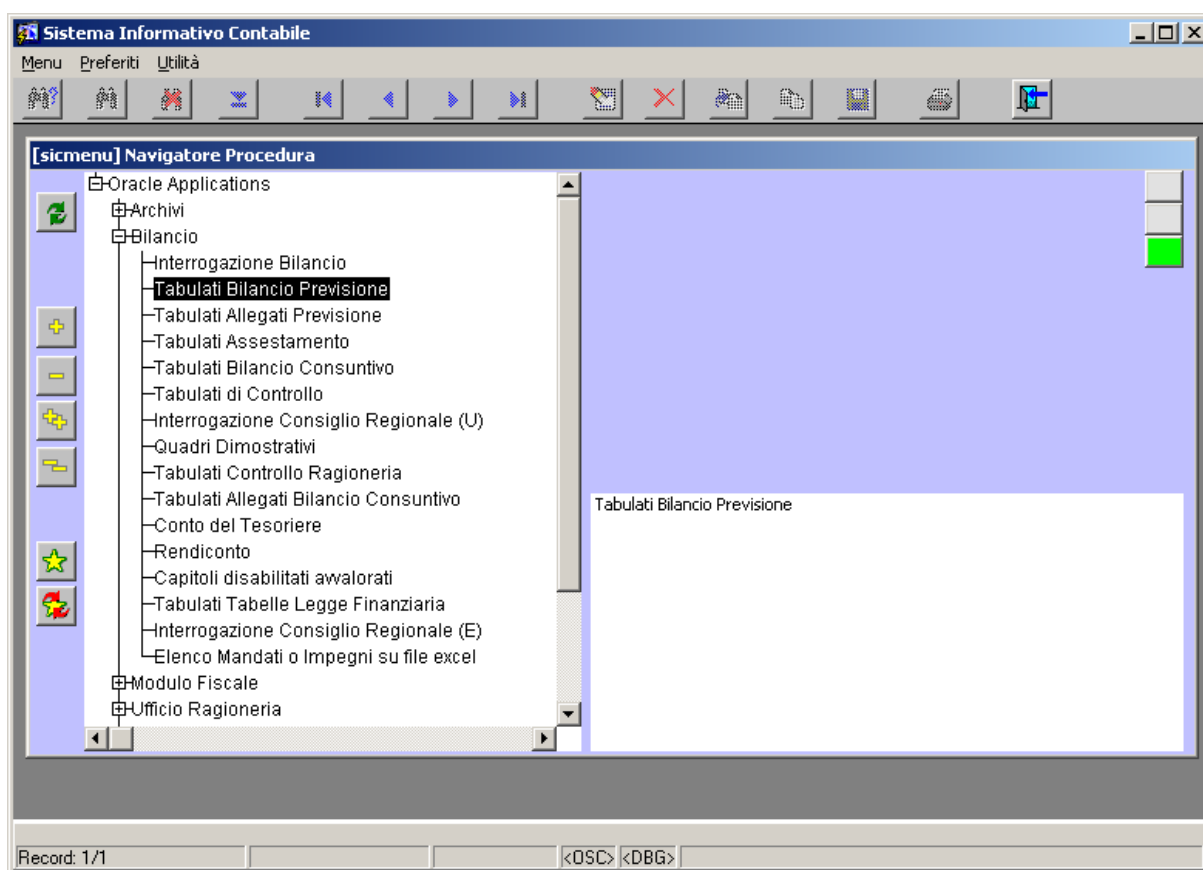 Sistema Informativo Contabile
Menu Preferiti Utilità
[sicmenu] Navigatore Procedura
Oracle Applications
Archivi
Bilancio
Interrogazione Bilancio
Tabulati Bilancio Previsione
Tabulati Allegati Previsione
Tabulati Assestamento
Tabulati Bilancio Consuntivo
Tabulati di Controllo
Interrogazione Consiglio Regionale (U)
Quadri Dimostrativi
Tabulati Controllo Ragioneria
Tabulati Allegati Bilancio Consuntivo
Conto del Tesoriere
Rendiconto
Capitoli disabilitati avvalorati
Tabulati Tabelle Legge Finanziaria
Interrogazione Consiglio Regionale (E)
Elenco Mandati o Impegni su file excel
Modulo Fiscale
Ufficio Ragioneria
Tabulati Bilancio Previsione
Record: 1/1 <OSC> <DBG>